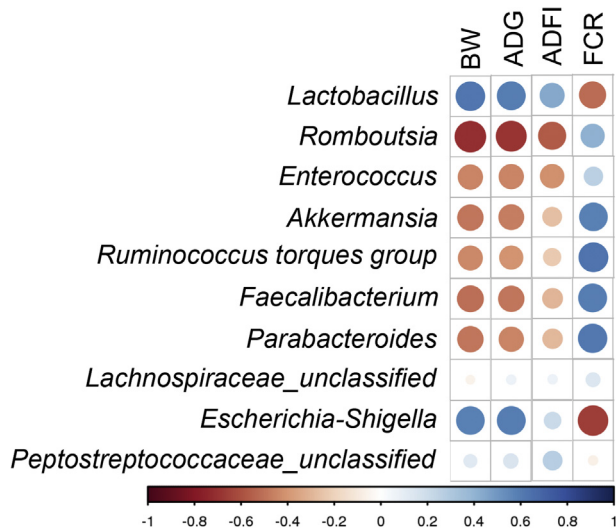 BW ADG ADFI FCR
Lactobacillus
Romboutsia
Enterococcus
Akkermansia
Ruminococcus torques group
Faecalibacterium
Parabacteroides
Lachnospiraceae_unclassified
Escherichia-Shigella
Peptostreptococcaceae_unclassified
-1 -0.8 -0.6 -0.4 -0.2 0 0.2 0.4 0.6 0.8 1